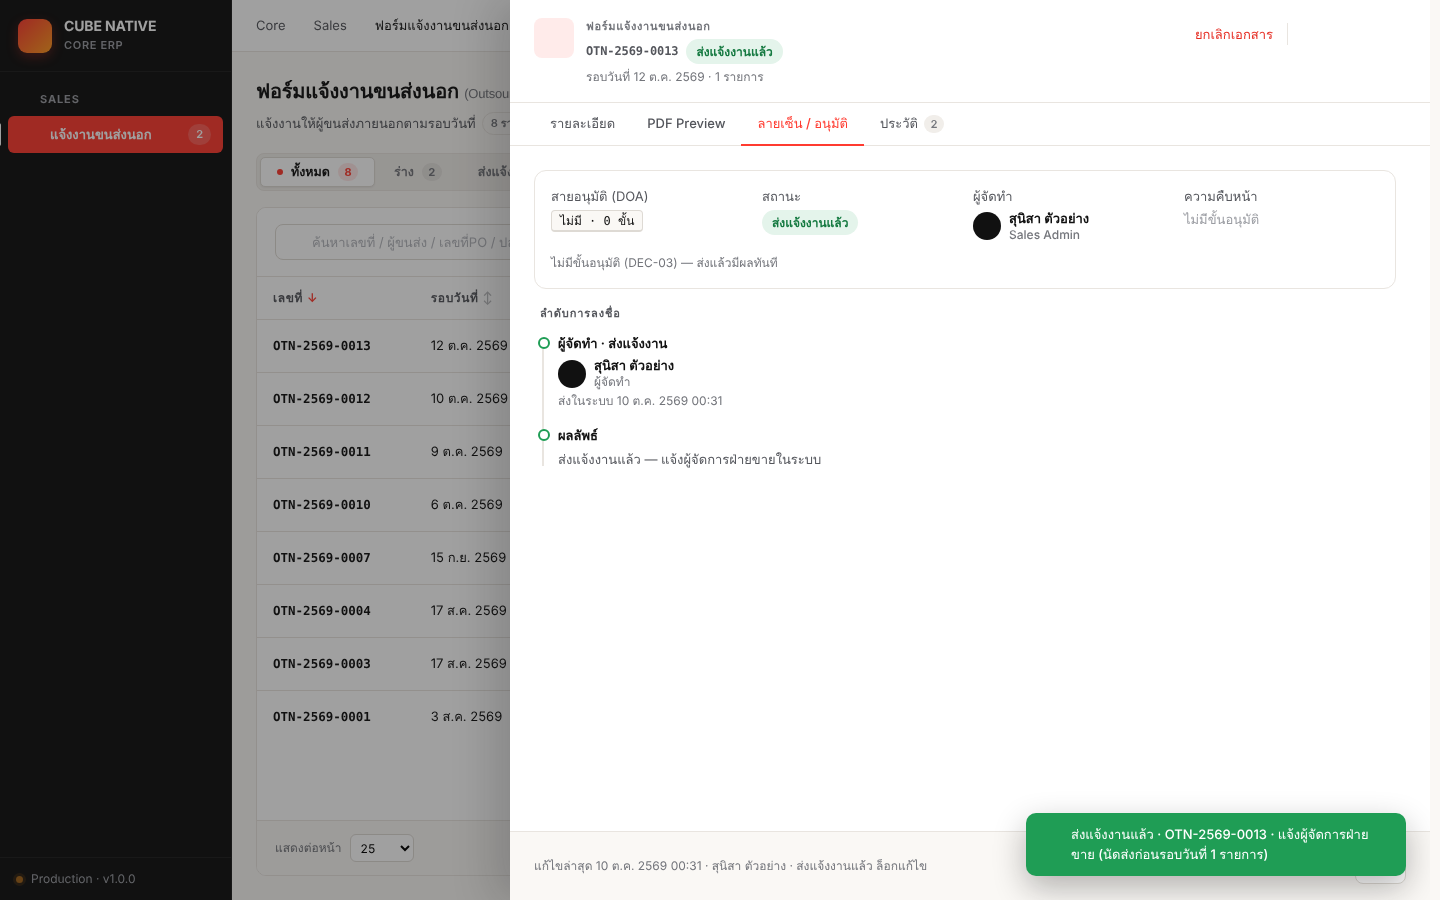 CUBE NATIVE
CORE ERP
SALES
แจ้งงานขนส่งนอก 2
Production · v1.0.0
Core Sales ฟอร์มแจ้งงานขนส่งนอก
ฟอร์มแจ้งงานขนส่งนอก (Outsou
แจ้งงานให้ผู้ขนส่งภายนอกตามรอบวันที่ 8 รา
ทั้งหมด 8 ร่าง 2 ส่งแจ้ง
ค้นหาเลขที่ / ผู้ขนส่ง / เลขที่PO /
เลขที่ ↓ รอบวันที่
OTN-2569-0013 12 ต.ค. 2569
OTN-2569-0012 10 ต.ค. 2569
OTN-2569-0011 9 ต.ค. 2569
OTN-2569-0010 6 ต.ค. 2569
OTN-2569-0007 15 ก.ย. 2569
OTN-2569-0004 17 ส.ค. 2569
OTN-2569-0003 17 ส.ค. 2569
OTN-2569-0001 3 ส.ค. 2569
แสดงต่อหน้า 25
ฟอร์มแจ้งงานขนส่งนอก
OTN-2569-0013 ส่งแจ้งงานแล้ว
รอบวันที่ 12 ต.ค. 2569 · 1 รายการ
ยกเลิกเอกสาร
รายละเอียด PDF Preview ลายเซ็น / อนุมัติ ประวัติ 2
สายอนุมัติ (DOA) สถานะ ผู้จัดทำ ความคืบหน้า
ไม่มี · 0 ขั้น ส่งแจ้งงานแล้ว สุนิสา ตัวอย่าง ไม่มีขั้นอนุมัติ
Sales Admin
ไม่มีขั้นอนุมัติ (DEC-03) — ส่งแล้วมีผลทันที
ลำดับการลงชื่อ
ผู้จัดทำ · ส่งแจ้งงาน
สุนิสา ตัวอย่าง
ผู้จัดทำ
ส่งในระบบ 10 ต.ค. 2569 00:31
ผลลัพธ์
ส่งแจ้งงานแล้ว — แจ้งผู้จัดการฝ่ายขายในระบบ
แก้ไขล่าสุด 10 ต.ค. 2569 00:31 · สุนิสา ตัวอย่าง · ส่งแจ้งงานแล้ว ล็อกแก้ไข
ส่งแจ้งงานแล้ว · OTN-2569-0013 · แจ้งผู้จัดการฝ่าย
ขาย (นัดส่งก่อนรอบวันที่ 1 รายการ)